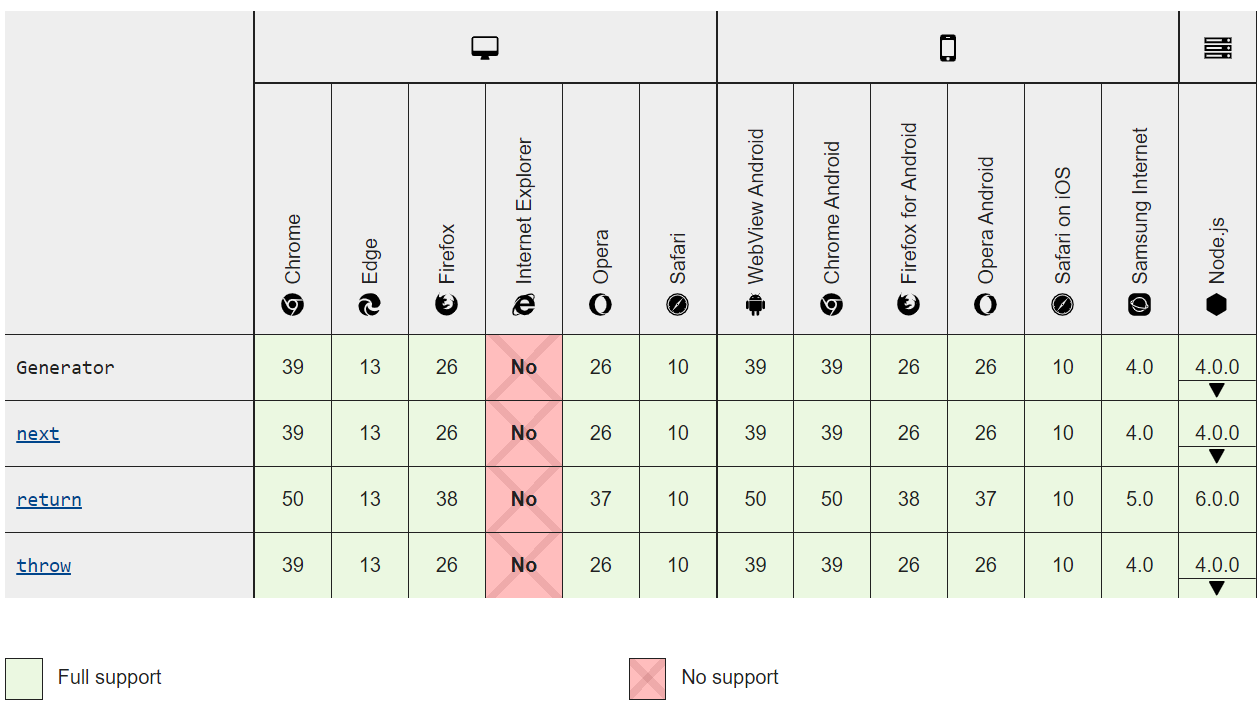 Chrome
Edge
Firefox
Internet Explorer
Opera
Safari
WebView Android
Chrome Android
Firefox for Android
Opera Android
Safari on iOS
Samsung Internet
Node.js
Generator 39 13 26 No 26 10 39 39 26 26 10 4.0 4.0.0
next 39 13 26 No 26 10 39 39 26 26 10 4.0 4.0.0
return 50 13 38 No 37 10 50 50 38 37 10 5.0 6.0.0
throw 39 13 26 No 26 10 39 39 26 26 10 4.0 4.0.0
Full support
No support